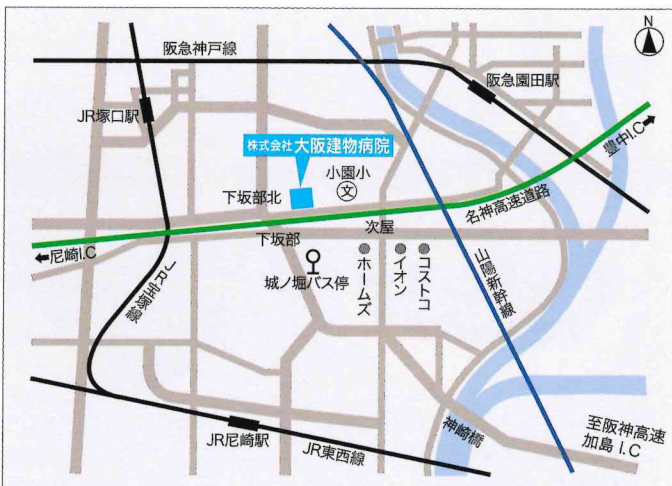 N
阪急神戸線
阪急園田駅
JR塚口駅
豊中I.C
株式会社 大阪建物病院
小園小
文
下坂部北
名神高速道路
次屋
下坂部
尼崎I.C
城ノ堀バス停
ホームズ
イオン
コストコ
山陽新幹線
JR宝塚線
神崎橋
至阪神高速
加島 I.C
JR尼崎駅
JR東西線